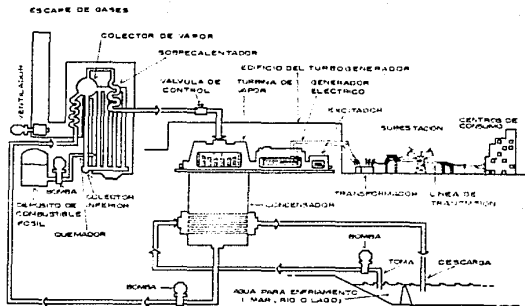 ESCAPE DE GASES
COLECTOR DE VAPOR
SOBRECALENTADOR
EDIFICIO DEL TURBOGENERADOR
VALVULA DE
CONTROL
TURBINA DE
VAPOR
GENERADOR
ELECTRICO
EXCITADOR
SUBESTACIÓN
CENTROS DE
CONSUMO
VENTILADOR
BOMBA
DEPOSITO DE
COMBUSTIBLE
FOSIL
COLECTOR
INFERIOR
QUEMADOR
CONDENSADOR
TRANSFORMADOR
LINEA DE
TRANSMISION
BOMBA
TOMA
DESCARGA
BOMBA
AGUA PARA ENFRIAMIENTO
( MAR, RIO O LAGO)